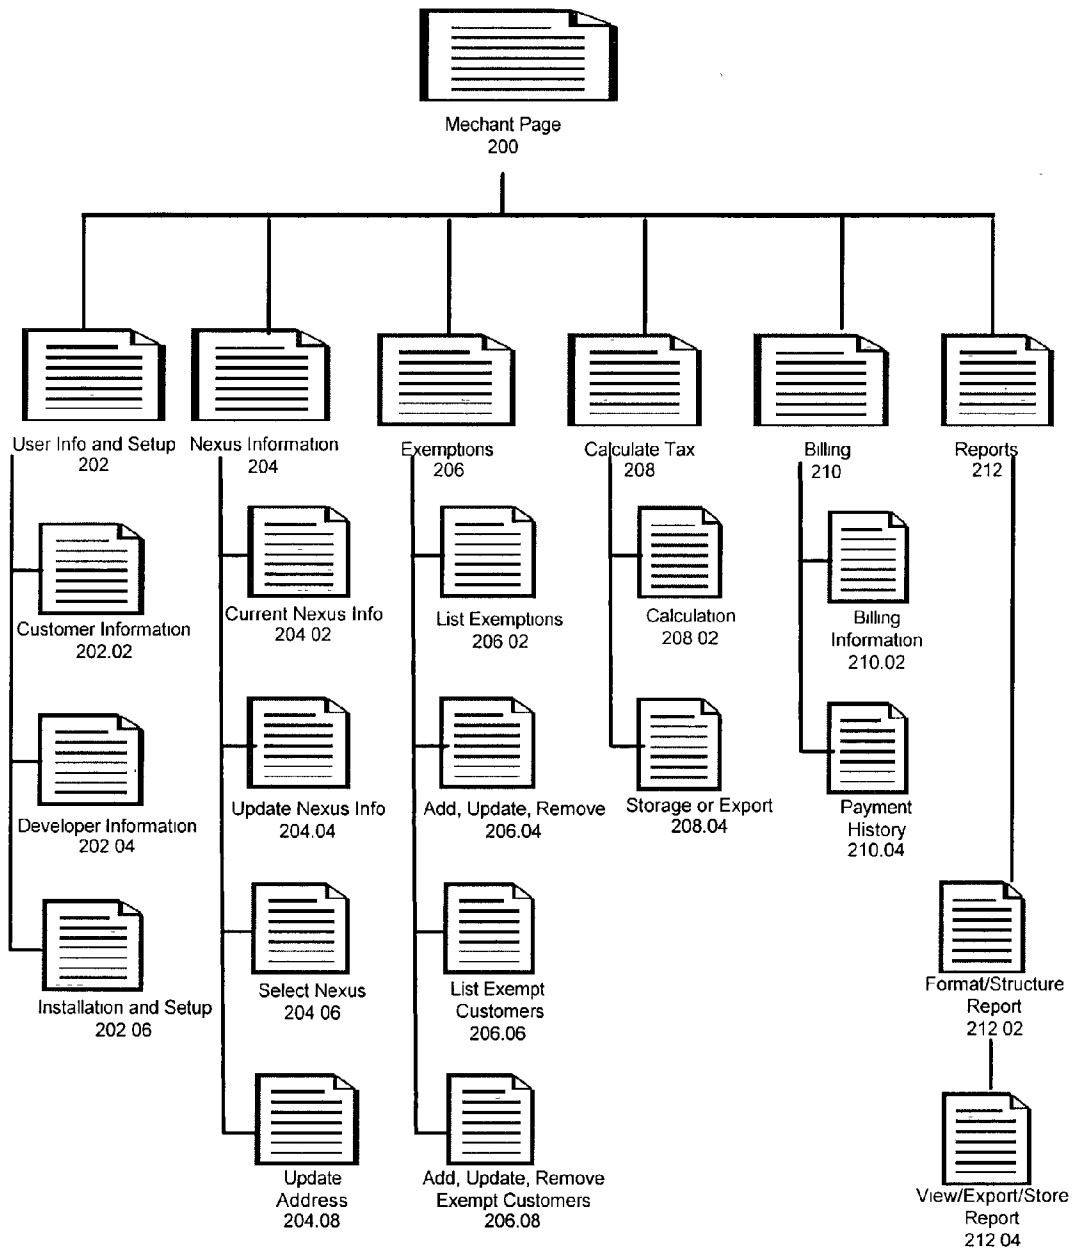 Mechant Page
200
User Info and Setup
202
Nexus Information
204
Exemptions
206
Calculate Tax
208
Billing
210
Reports
212
Customer Information
202.02
Current Nexus Info
204 02
List Exemptions
206 02
Calculation
208 02
Billing
Information
210.02
Developer Information
202 04
Update Nexus Info
204.04
Add, Update, Remove
206.04
Storage or Export
208.04
Payment
History
210.04
Installation and Setup
202 06
Select Nexus
204 06
List Exempt
Customers
206.06
Format/Structure
Report
212 02
Update
Address
204.08
Add, Update, Remove
Exempt Customers
206.08
View/Export/Store
Report
212 04